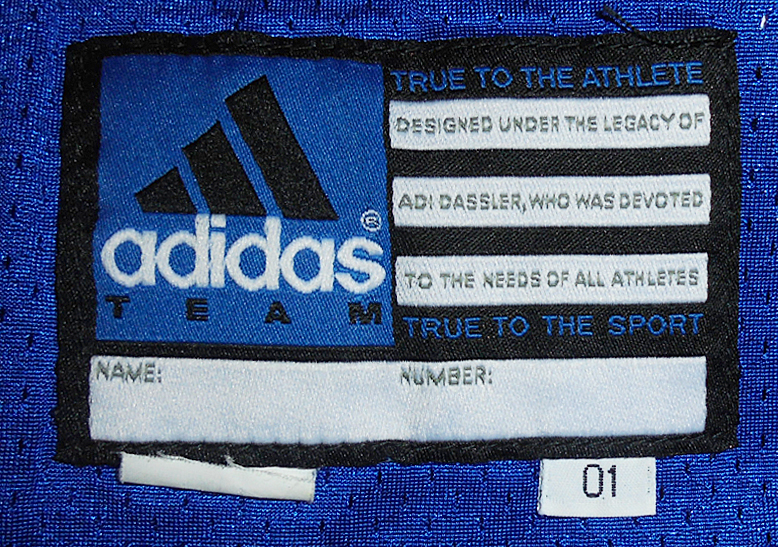 adidas®
TEAM
TRUE TO THE ATHLETE
DESIGNED UNDER THE LEGACY OF
ADI DASSLER, WHO WAS DEVOTED
TO THE NEEDS OF ALL ATHLETES
TRUE TO THE SPORT
NAME: NUMBER:
01